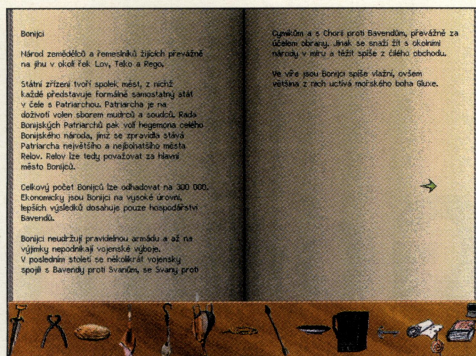 Bonijci
Národ zemědělců a řemeslníků žijících převážně
na jihu v okolí řek Lov, Telko a Rego.
Státní zřízení tvoří spolek měst, z nichž
každé představuje formálně samostatný stát
v čele s Patriarchou. Patriarcha je na
doživotí volen sborem mudrců a soudců. Rada
Bonijských Patriarchů pak volí hegemona celého
Bonijského národa, jímž se zpravidla stává
Patriarcha největšího a nejbohatšího města
Relov. Relov lze tedy považovat za hlavní
město Bonijců.
Celkový počet Bonijců lze odhadovat na 300 000.
Ekonomicky jsou Bonijci na vysoké úrovni,
lepších výsledků dosahuje pouze hospodářství
Bavendů.
Bonijci neudržují pravidelnou armádu a až na
výjimky nepodnikají vojenské výboje.
V posledním století se několikrát vojensky
spojili s Bavendy proti Svanům, se Svany proti
Cymikům a s Chorii proti Bavendům, převážně za
účelem obrany. Jinak se snaží žít s okolními
národy v míru a těžit spíše z čilého obchodu.
Ve víře jsou Bonijci spíše vlažní, ovšem
většina z nich uctívá mořského boha Gluxe.